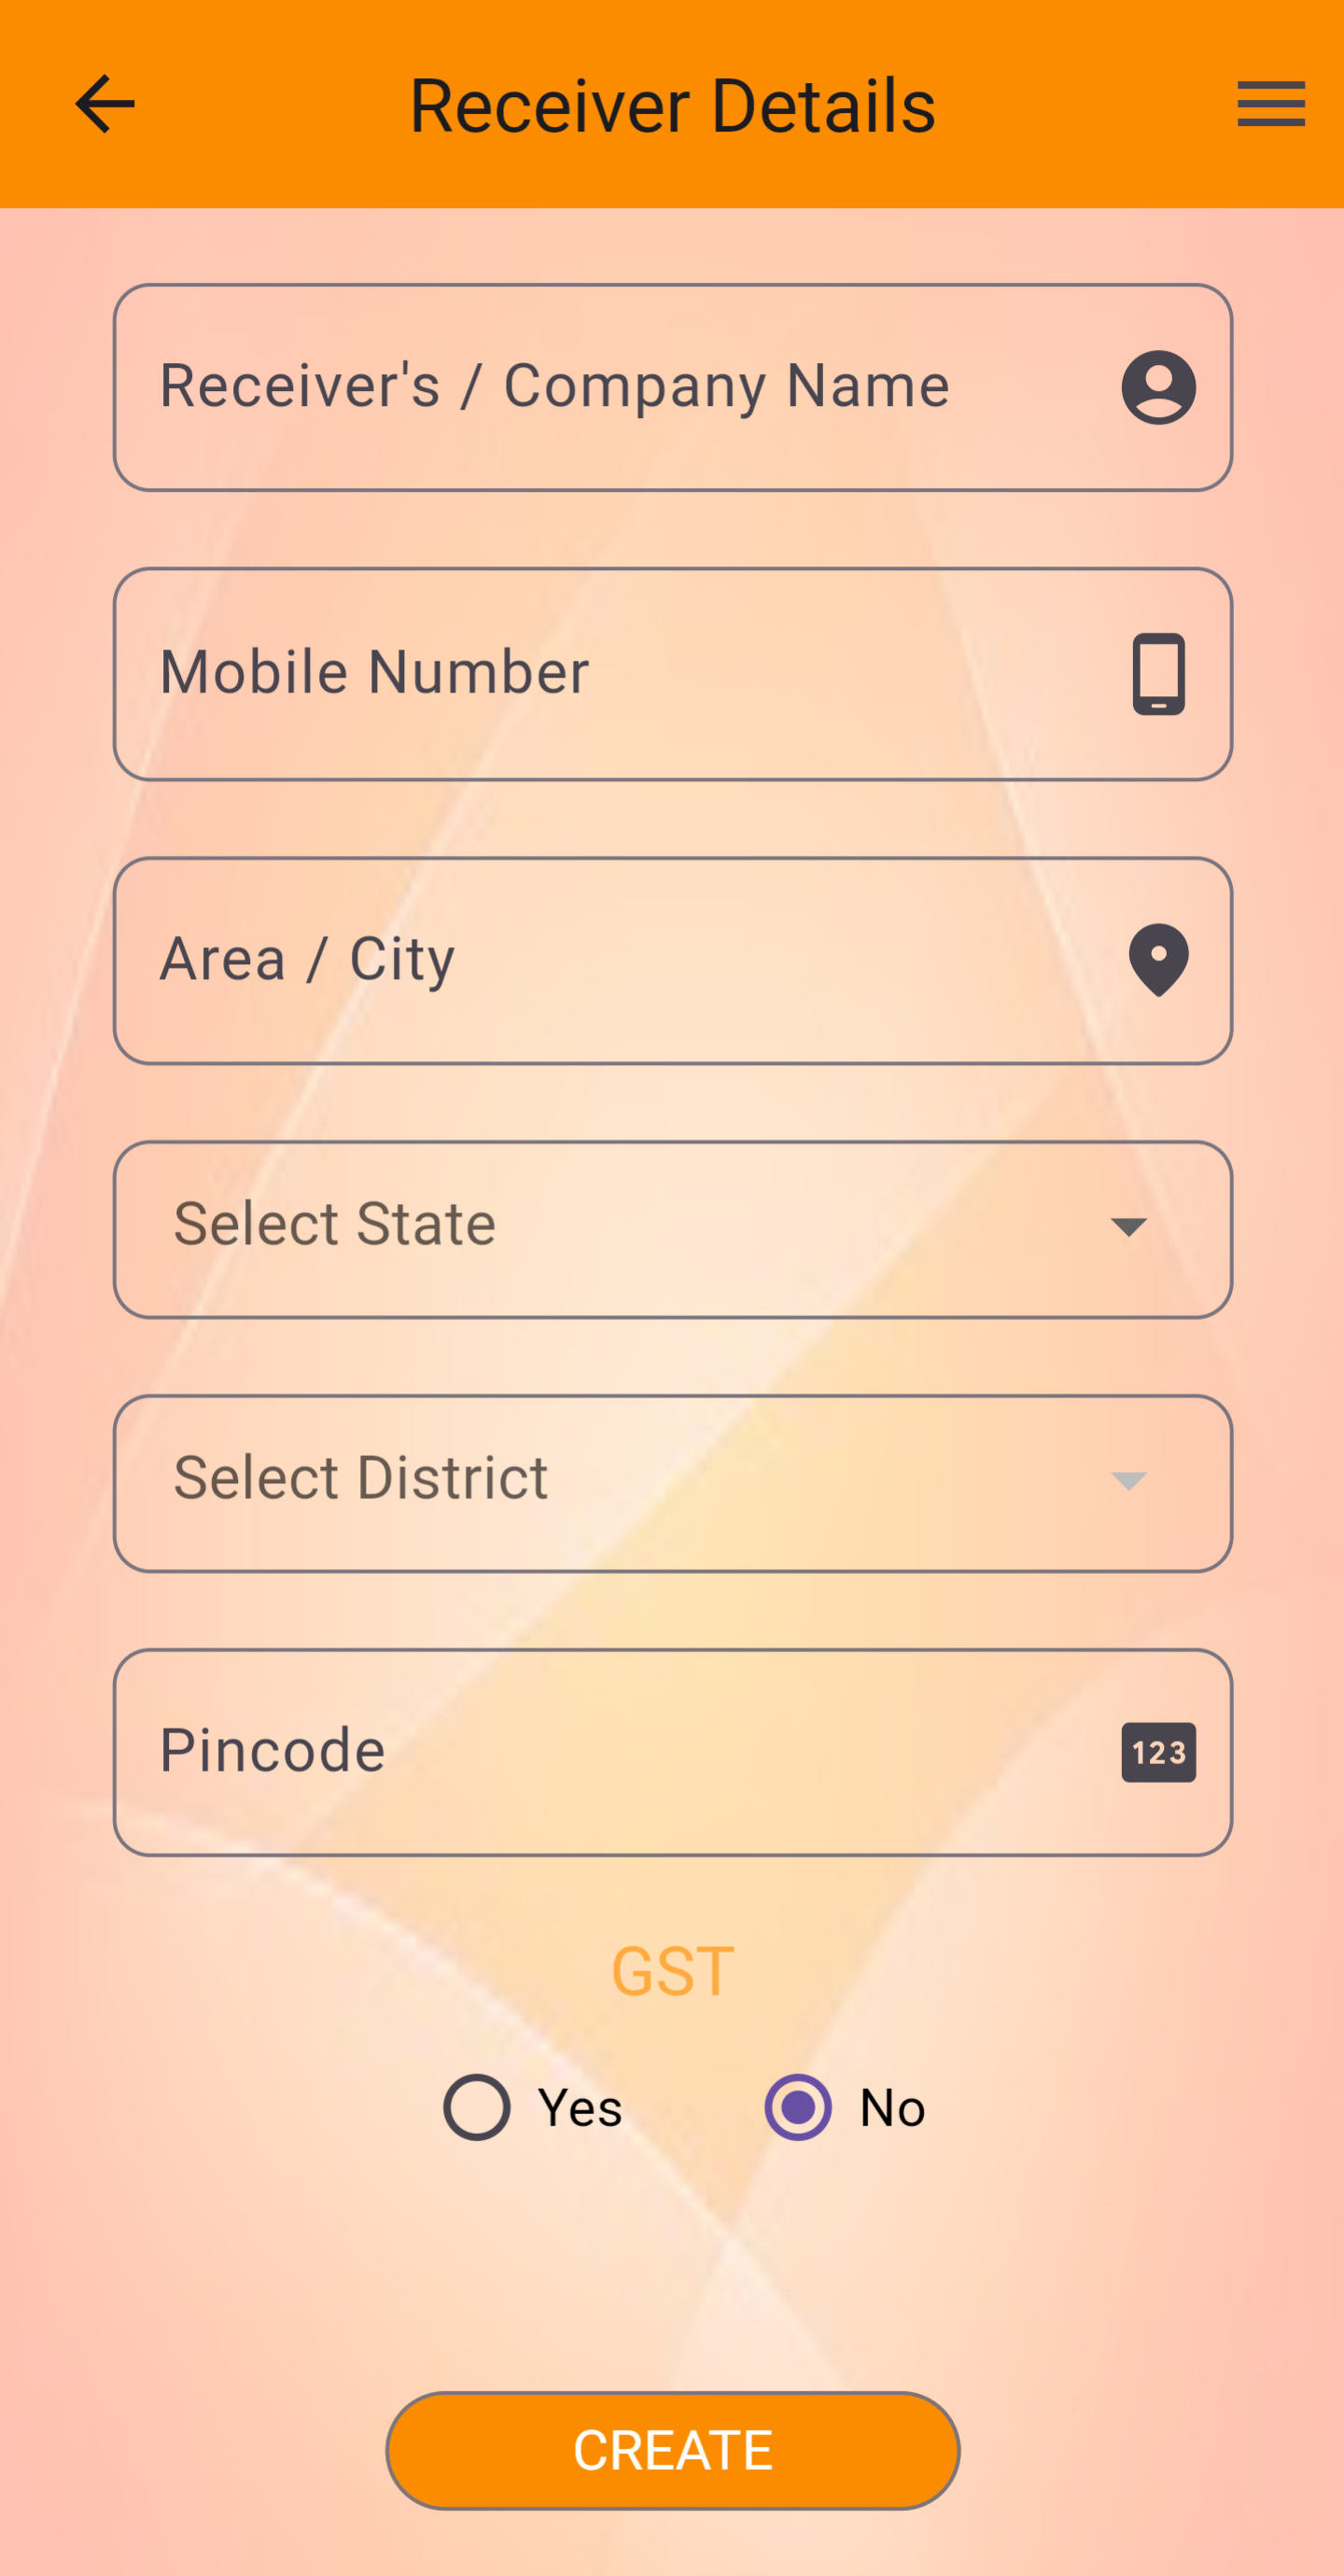 Receiver Details
Receiver's / Company Name
Mobile Number
Area / City
Select State
Select District
Pincode
123
GST
Yes
No
CREATE